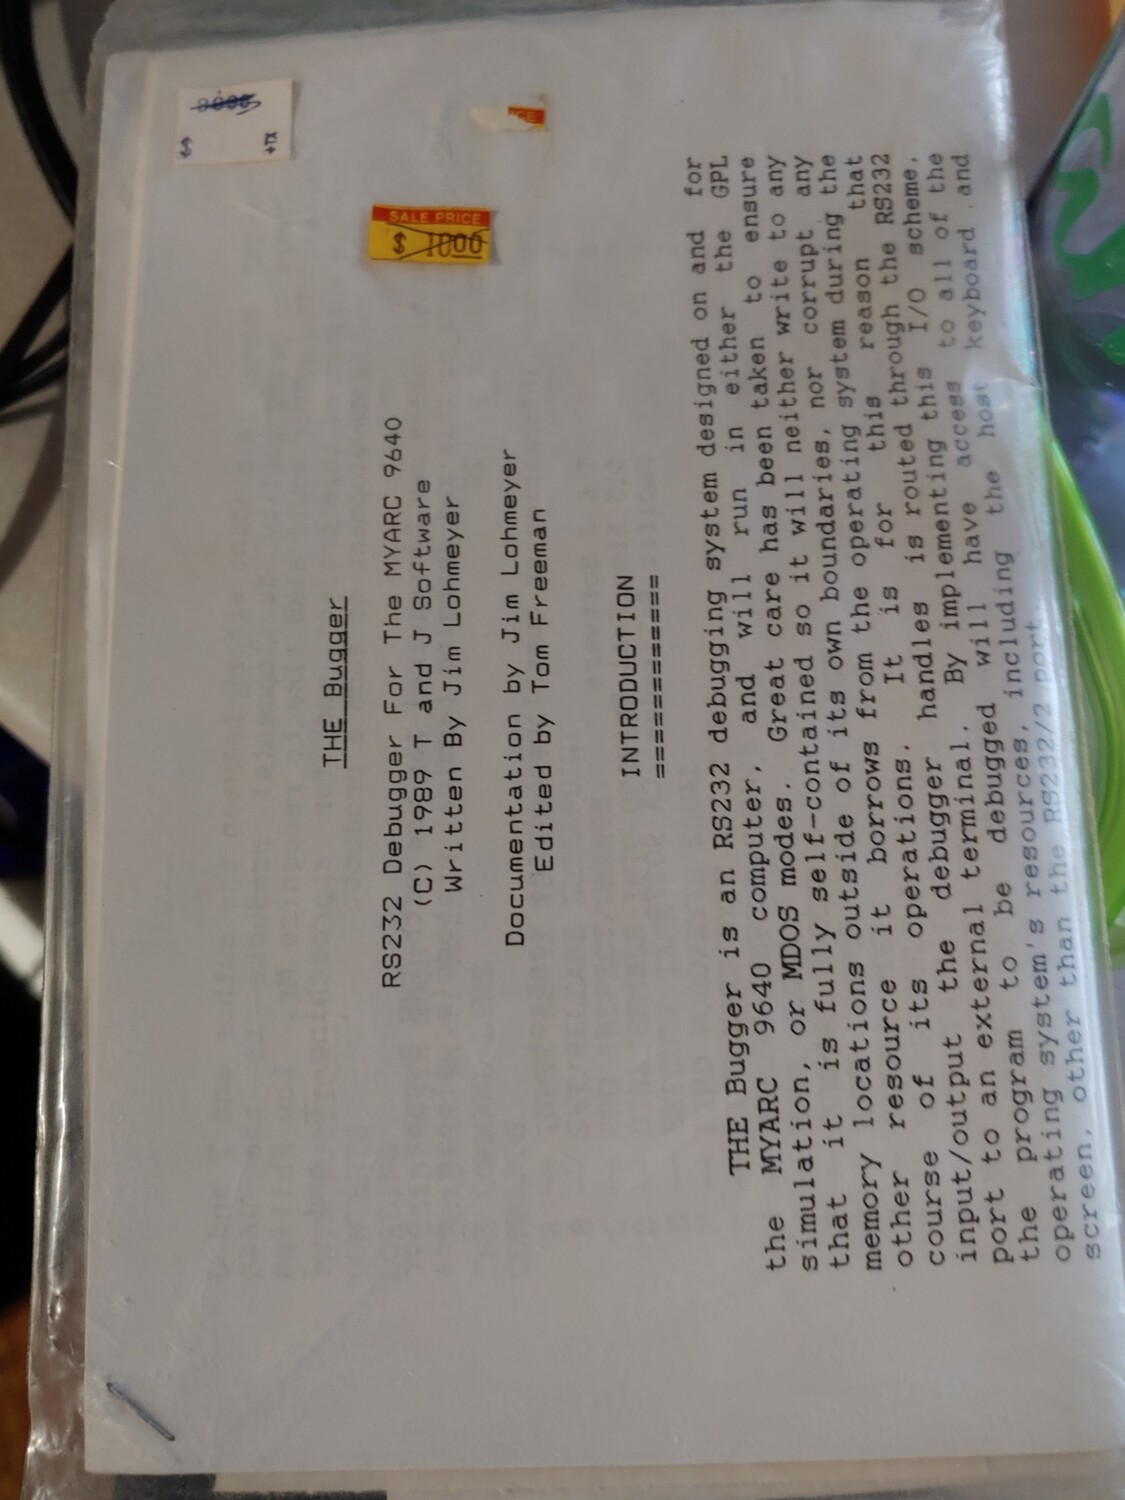 +TX
SALE PRICE
$ 1000
THE Bugger
RS232 Debugger For The MYARC 9640
(C) 1989 T and J Software
Written By Jim Lohmeyer
Documentation by Jim Lohmeyer
Edited by Tom Freeman
INTRODUCTION
============
THE Bugger is an RS232 debugging system designed on and for
the MYARC 9640 computer, and will run in either the GPL
simulation, or MDOS modes. Great care has been taken to ensure
that it is fully self-contained so it will neither write to any
memory locations outside of its own boundaries, nor corrupt any
other resource it borrows from the operating system during the
course of its operations. It is for this reason that
input/output the debugger handles is routed through the RS232
port to an external terminal. By implementing this I/O scheme,
the program to be debugged will have access to all of the
operating system's resources, including the host keyboard and
screen, other than the RS232/2 port.